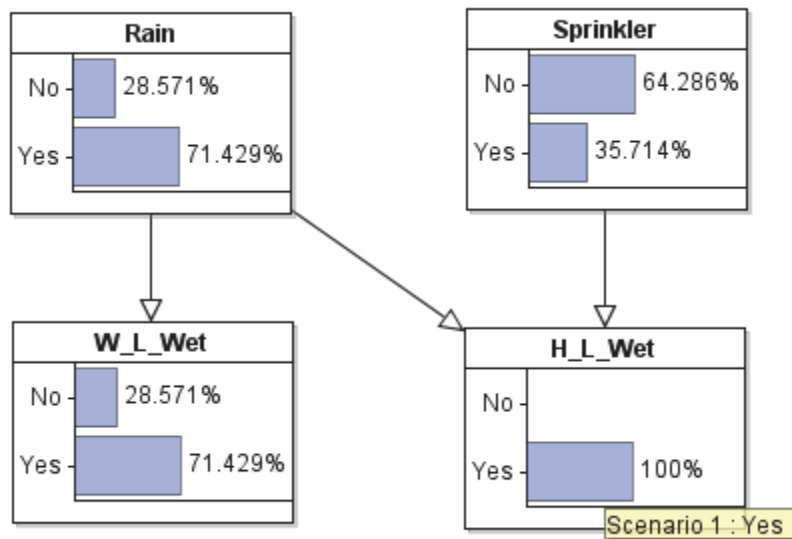 Rain
No
28.571%
Yes
71.429%
Sprinkler
No
64.286%
Yes
35.714%
W_L_Wet
No
28.571%
Yes
71.429%
H_L_Wet
No
Yes
100%
Scenario 1 : Yes